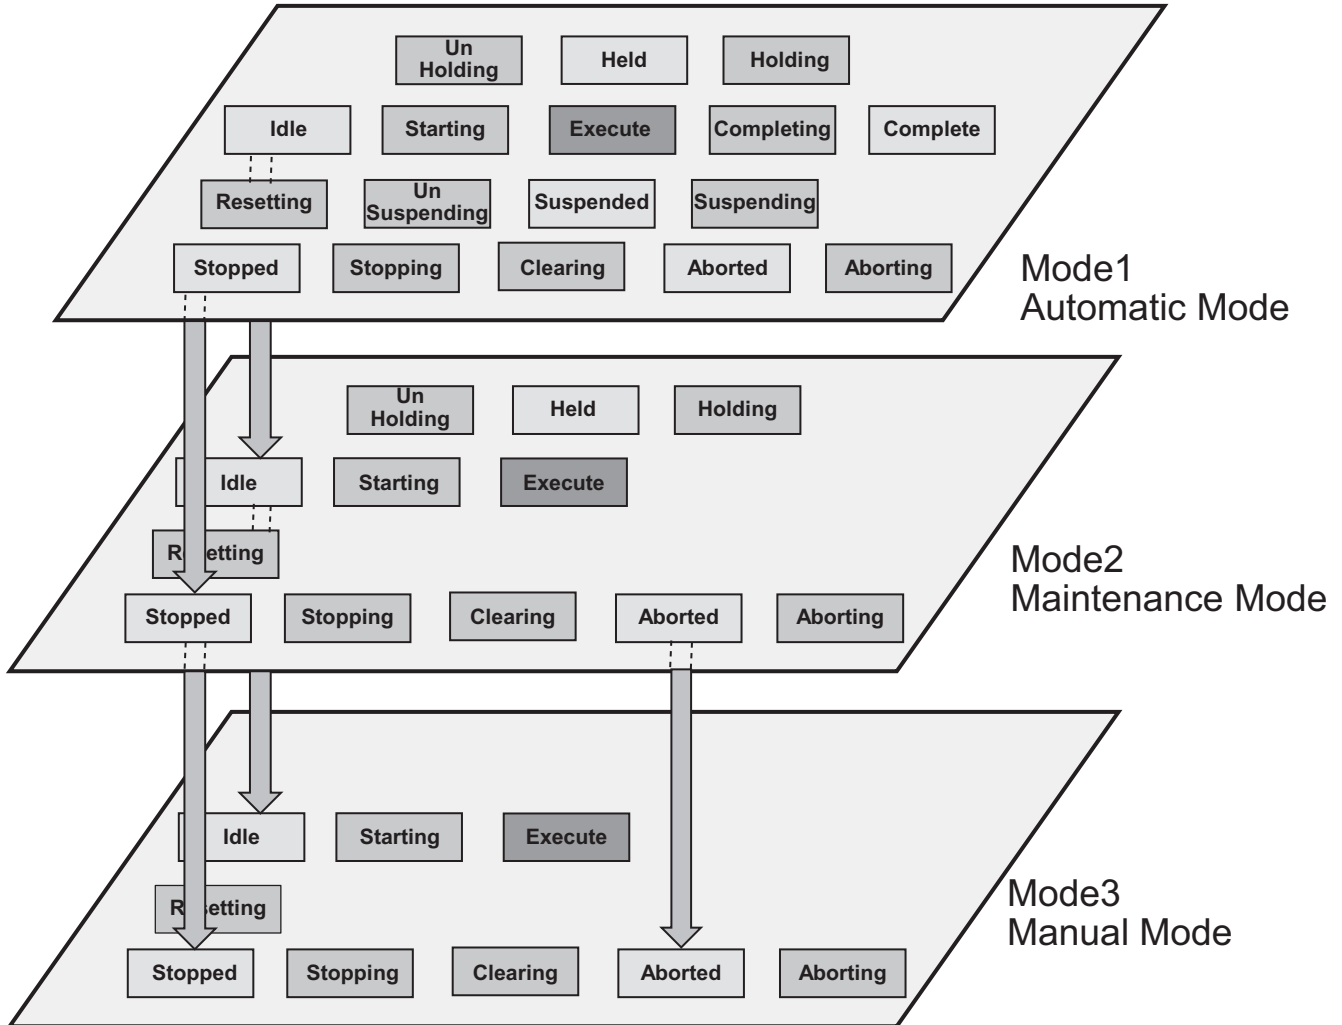 Un
Holding
Held
Holding
Idle
Starting
Execute
Completing
Complete
Resetting
Un
Suspending
Suspended
Suspending
Stopped
Stopping
Clearing
Aborted
Aborting
Mode1
Automatic Mode
Un
Holding
Held
Holding
Idle
Starting
Execute
Resetting
Stopped
Stopping
Clearing
Aborted
Aborting
Mode2
Maintenance Mode
Idle
Starting
Execute
Resetting
Stopped
Stopping
Clearing
Aborted
Aborting
Mode3
Manual Mode